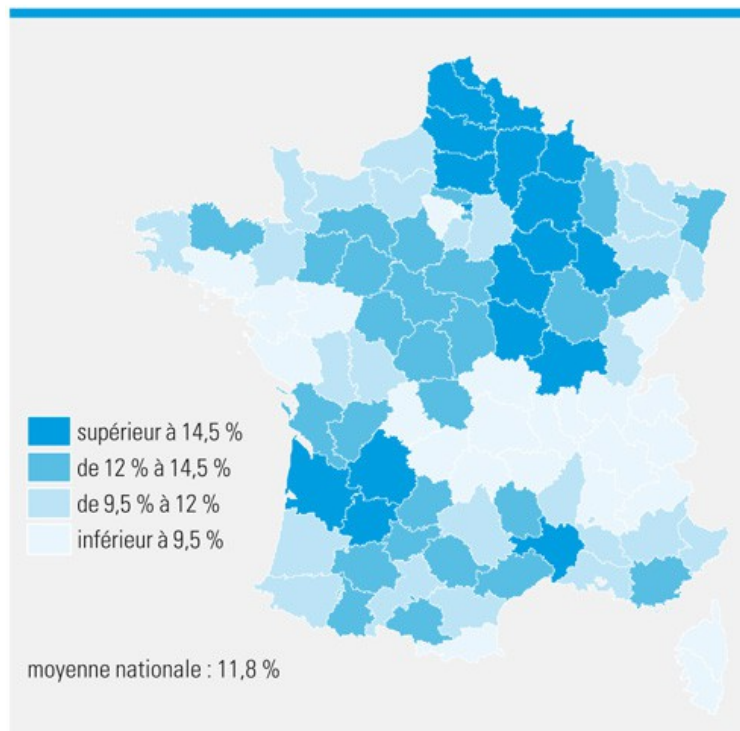 supérieur à 14,5 %
de 12 % à 14,5 %
de 9,5 % à 12 %
inférieur à 9,5 %
moyenne nationale : 11,8 %